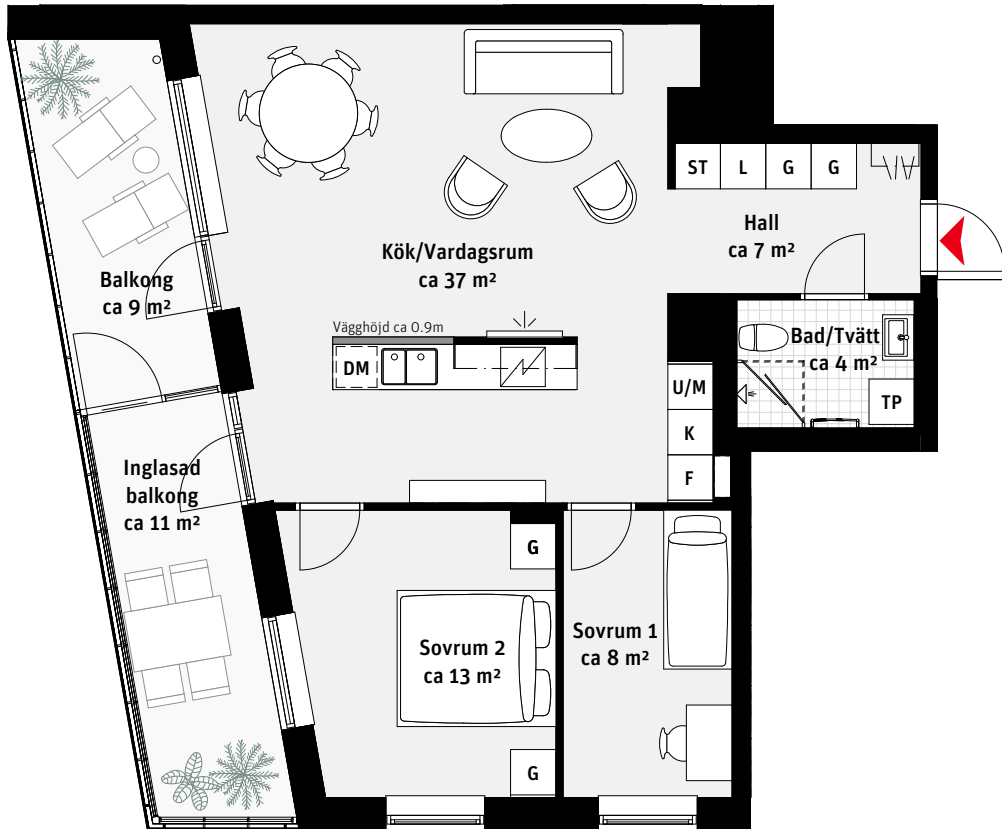 ST
L
G
G
Hall
ca 7 m²
Kök/Vardagsrum
ca 37 m²
Balkong
ca 9 m²
Vägghöjd ca 0.9m
DM
Bad/Tvätt
ca 4 m²
TP
U/M
K
F
Inglasad
balkong
ca 11 m²
G
Sovrum 2
ca 13 m²
G
Sovrum 1
ca 8 m²